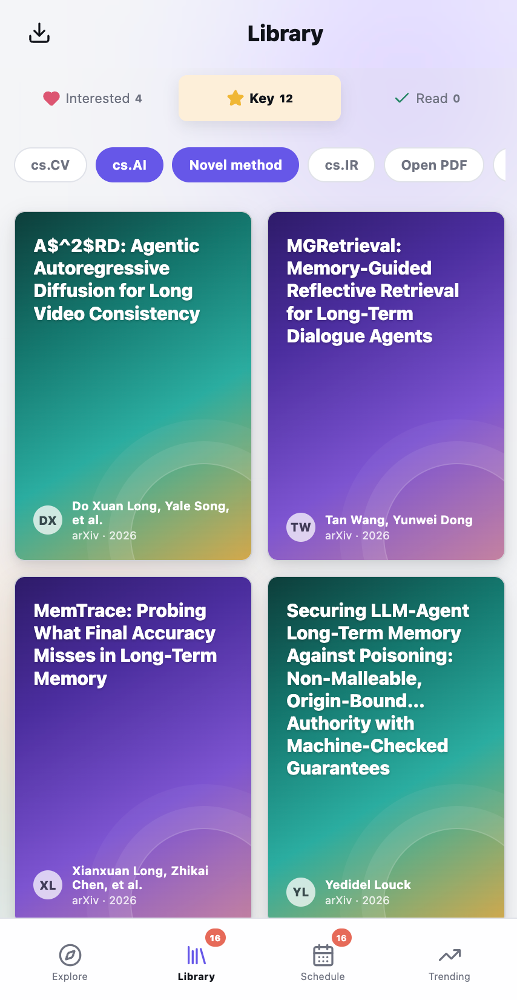 Library
Interested 4
Key 12
Read 0
cs.CV
cs.AI
Novel method
cs.IR
Open PDF
A$^2$RD: Agentic
Autoregressive
Diffusion for Long
Video Consistency
DX
Do Xuan Long, Yale Song,
et al.
arXiv · 2026
MGRetrieval:
Memory-Guided
Reflective Retrieval
for Long-Term
Dialogue Agents
TW
Tan Wang, Yunwei Dong
arXiv · 2026
MemTrace: Probing
What Final Accuracy
Misses in Long-Term
Memory
XL
Xianxuan Long, Zhikai
Chen, et al.
arXiv · 2026
Securing LLM-Agent
Long-Term Memory
Against Poisoning:
Non-Malleable,
Origin-Bound...
Authority with
Machine-Checked
Guarantees
YL
Yedidel Louck
arXiv · 2026
Explore
16
Library
16
Schedule
Trending